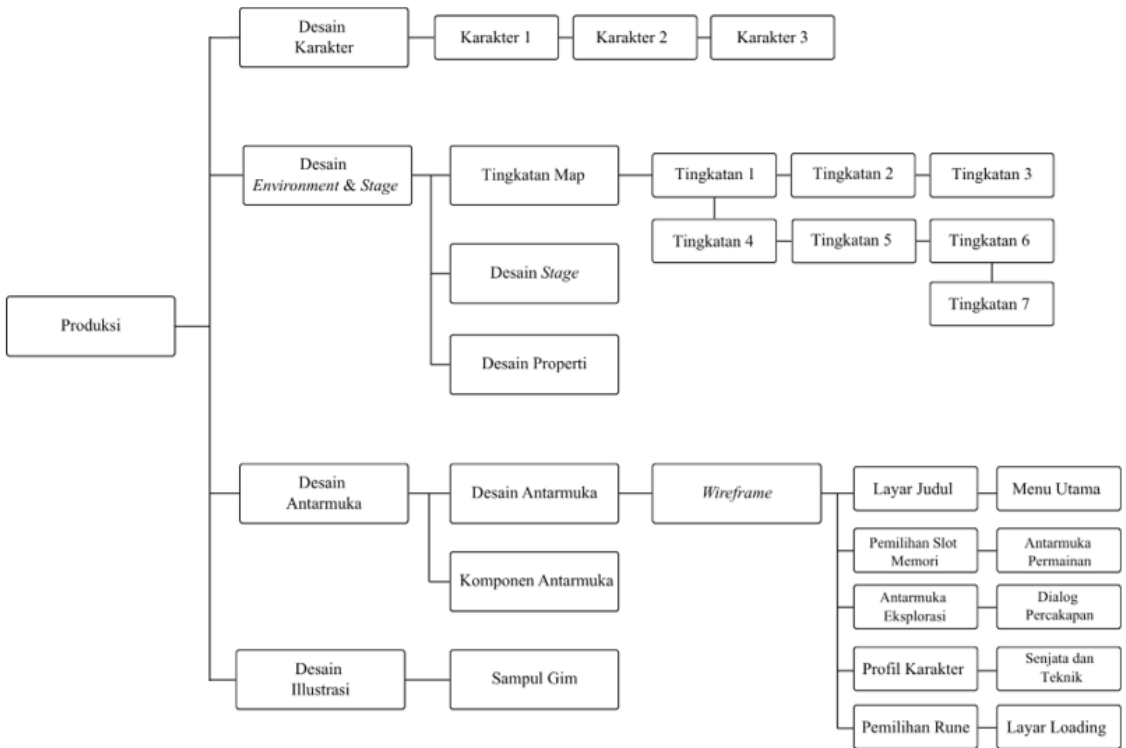 Desain
Karakter
Karakter 1
Karakter 2
Karakter 3
Desain
Environment & Stage
Tingkatan Map
Tingkatan 1
Tingkatan 2
Tingkatan 3
Tingkatan 4
Tingkatan 5
Tingkatan 6
Desain Stage
Tingkatan 7
Produksi
Desain Properti
Desain
Antarmuka
Desain Antarmuka
Wireframe
Layar Judul
Menu Utama
Pemilihan Slot
Memori
Antarmuka
Permainan
Komponen Antarmuka
Antarmuka
Eksplorasi
Dialog
Percakapan
Desain
Illustrasi
Sampul Gim
Profil Karakter
Senjata dan
Teknik
Pemilihan Rune
Layar Loading